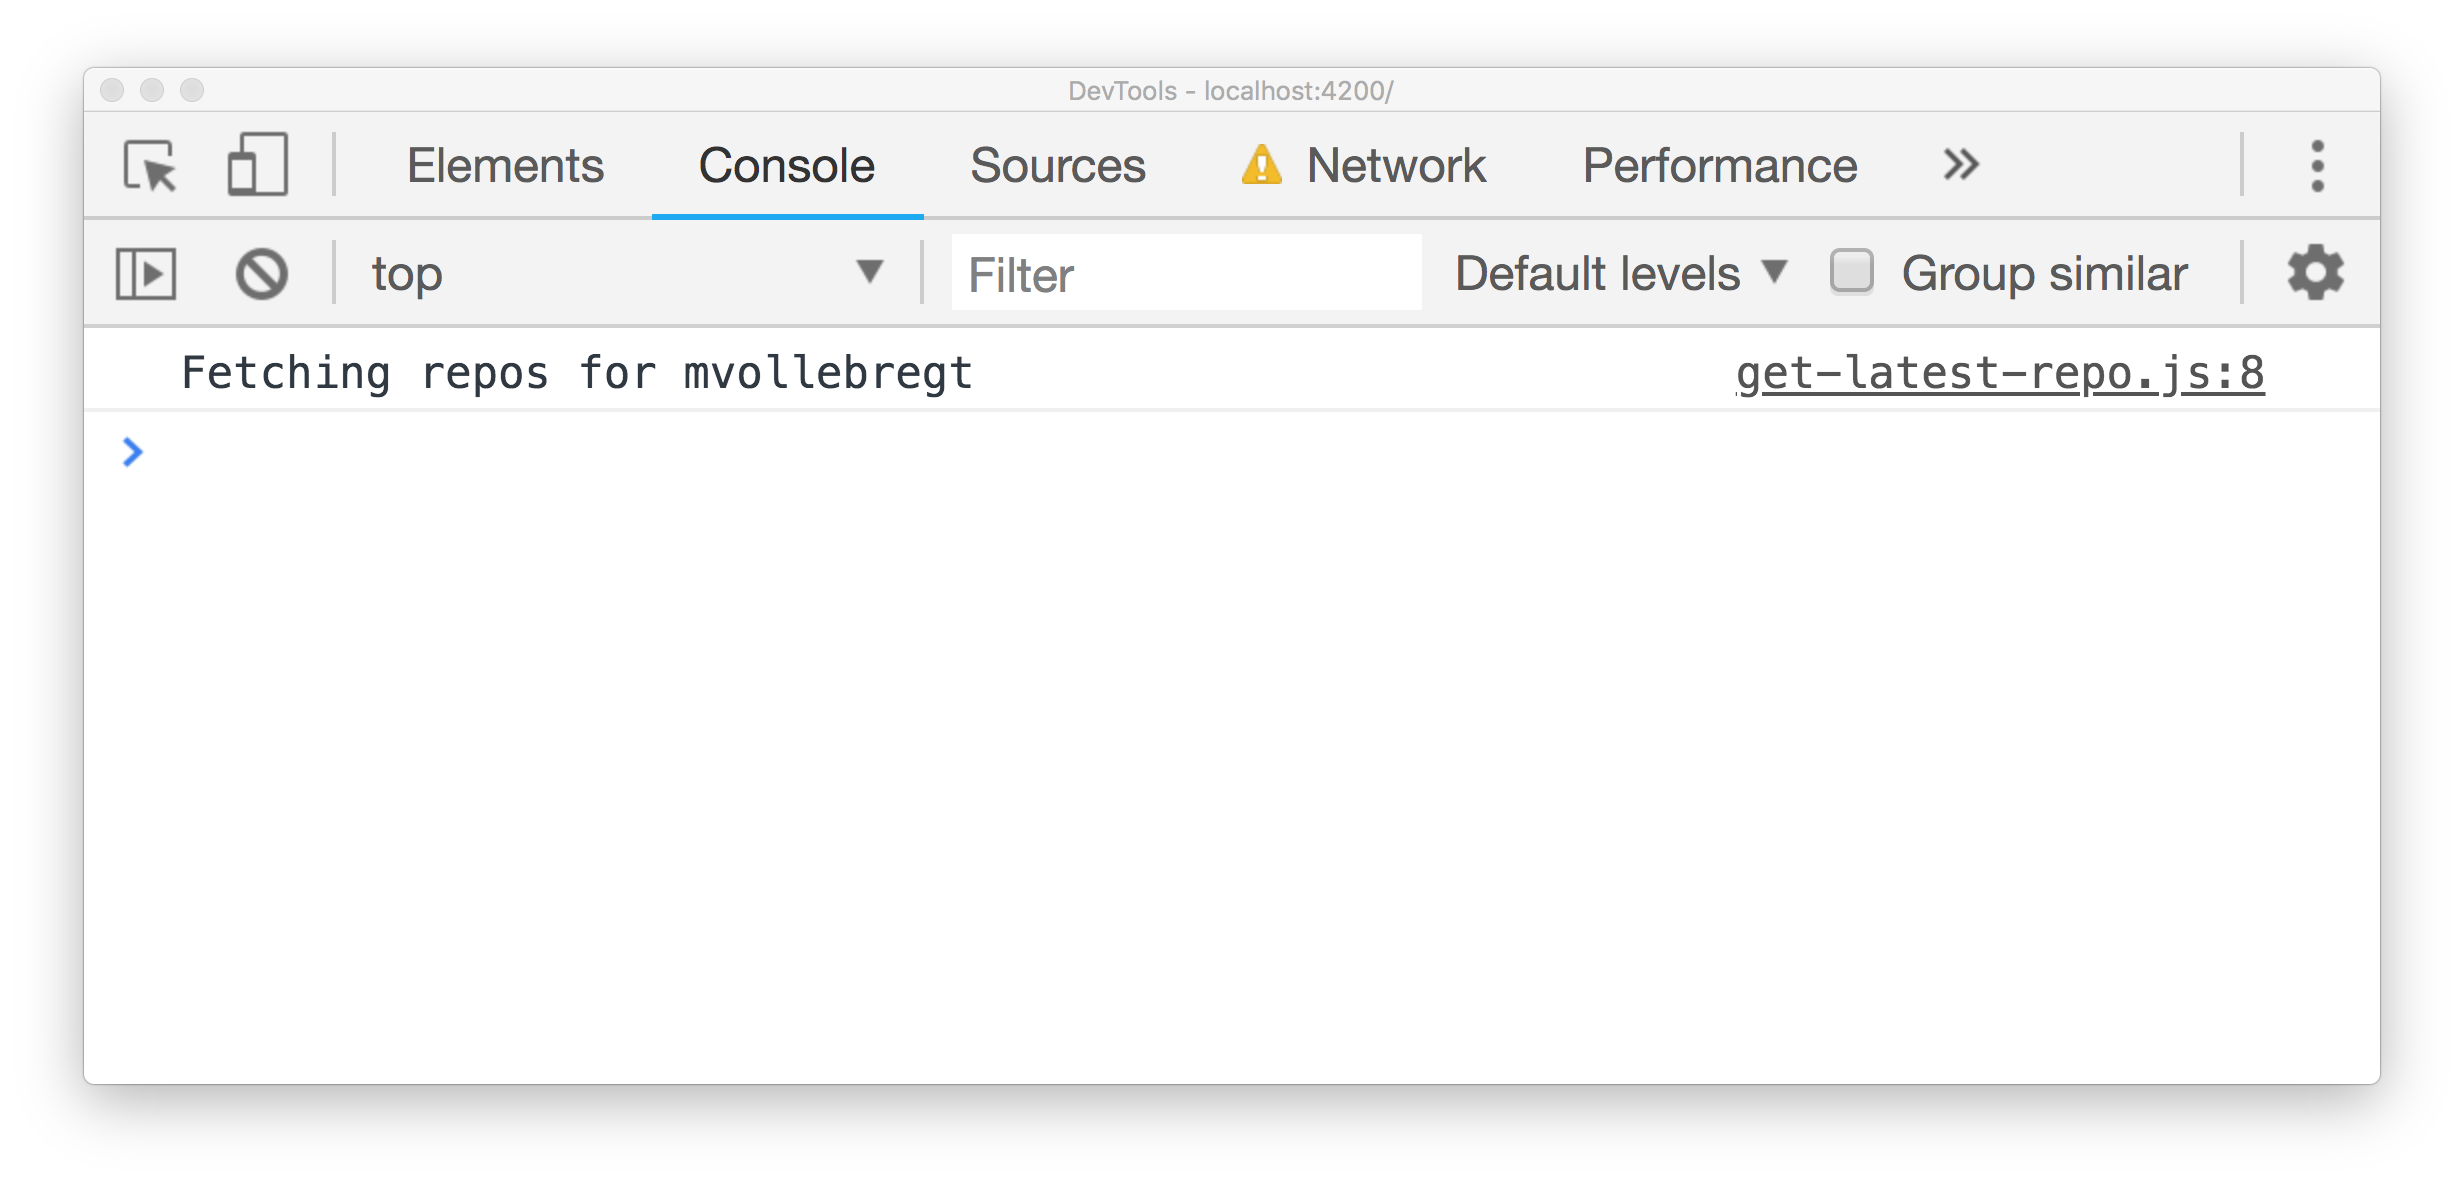 DevTools - localhost:4200/
Elements Console Sources Network Performance
top Filter Default levels Group similar
Fetching repos for mvollebregt get-latest-repo.js:8